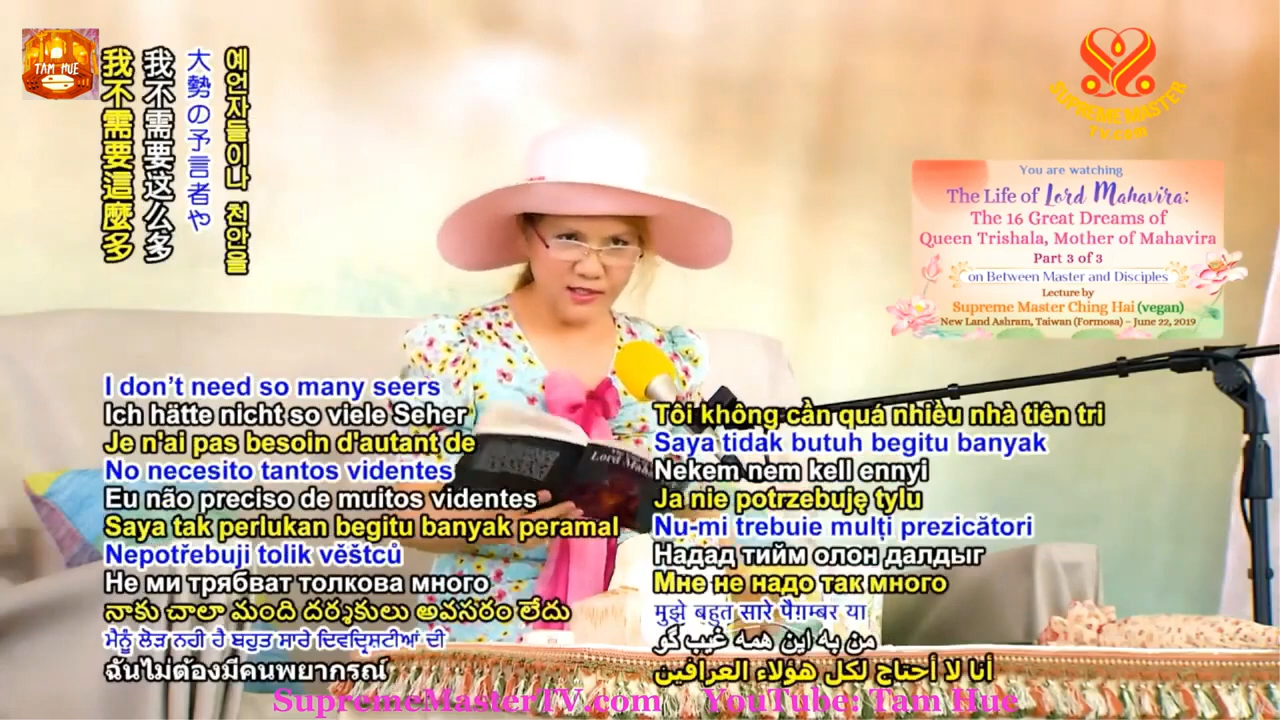 TAM HUE
我不需要這麼多
我不需要这么多
大勢の予言者や
예언자들이나 천안을
SUPREME MASTER
TV.com
You are watching
The Life of Lord Mahavira:
The 16 Great Dreams of
Queen Trishala, Mother of Mahavira
Part 3 of 3
on Between Master and Disciples
Lecture by
Supreme Master Ching Hai (vegan)
New Land Ashram, Taiwan (Formosa) – June 22, 2019
I don't need so many seers
Ich hätte nicht so viele Seher
Je n'ai pas besoin d'autant de
No necesito tantos videntes
Eu não preciso de muitos videntes
Saya tak perlukan begitu banyak peramal
Nepotřebuji tolik věštců
Не ми трябват толкова много
నాకు చాలా మంది దర్శకులు అవసరం లేదు
ਮੈਨੂੰ ਲੋੜ ਨਹੀ ਹੈ ਬਹੁਤ ਸਾਰੇ ਦਿਵਦ੍ਰਿਸ਼ਟੀਆਂ ਦੀ
ฉันไม่ต้องมีคนพยากรณ์
Tôi không cần quá nhiều nhà tiên tri
Saya tidak butuh begitu banyak
Nekem nem kell ennyi
Ja nie potrzebuję tylu
Nu-mi trebuie mulți prezicători
Надад тийм олон далдыг
Мне не надо так много
मुझे बहुत सारे पैग़म्बर या
من به این همه غیب گو
أنا لا أحتاج لكل هؤلاء العرافين
Lord Maha
SupremeMasterTV.com
YouTube: Tam Hue